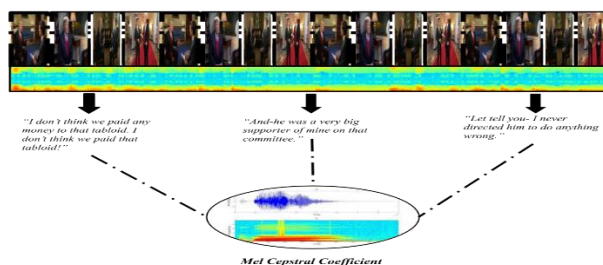 "I don't think we paid any
money to that tabloid. I
don't think we paid that
tabloid!"
"And-he was a very big
supporter of mine on that
committee."
"Let tell you- I never
directed him to do anything
wrong."
Mel Cepstral Coefficient